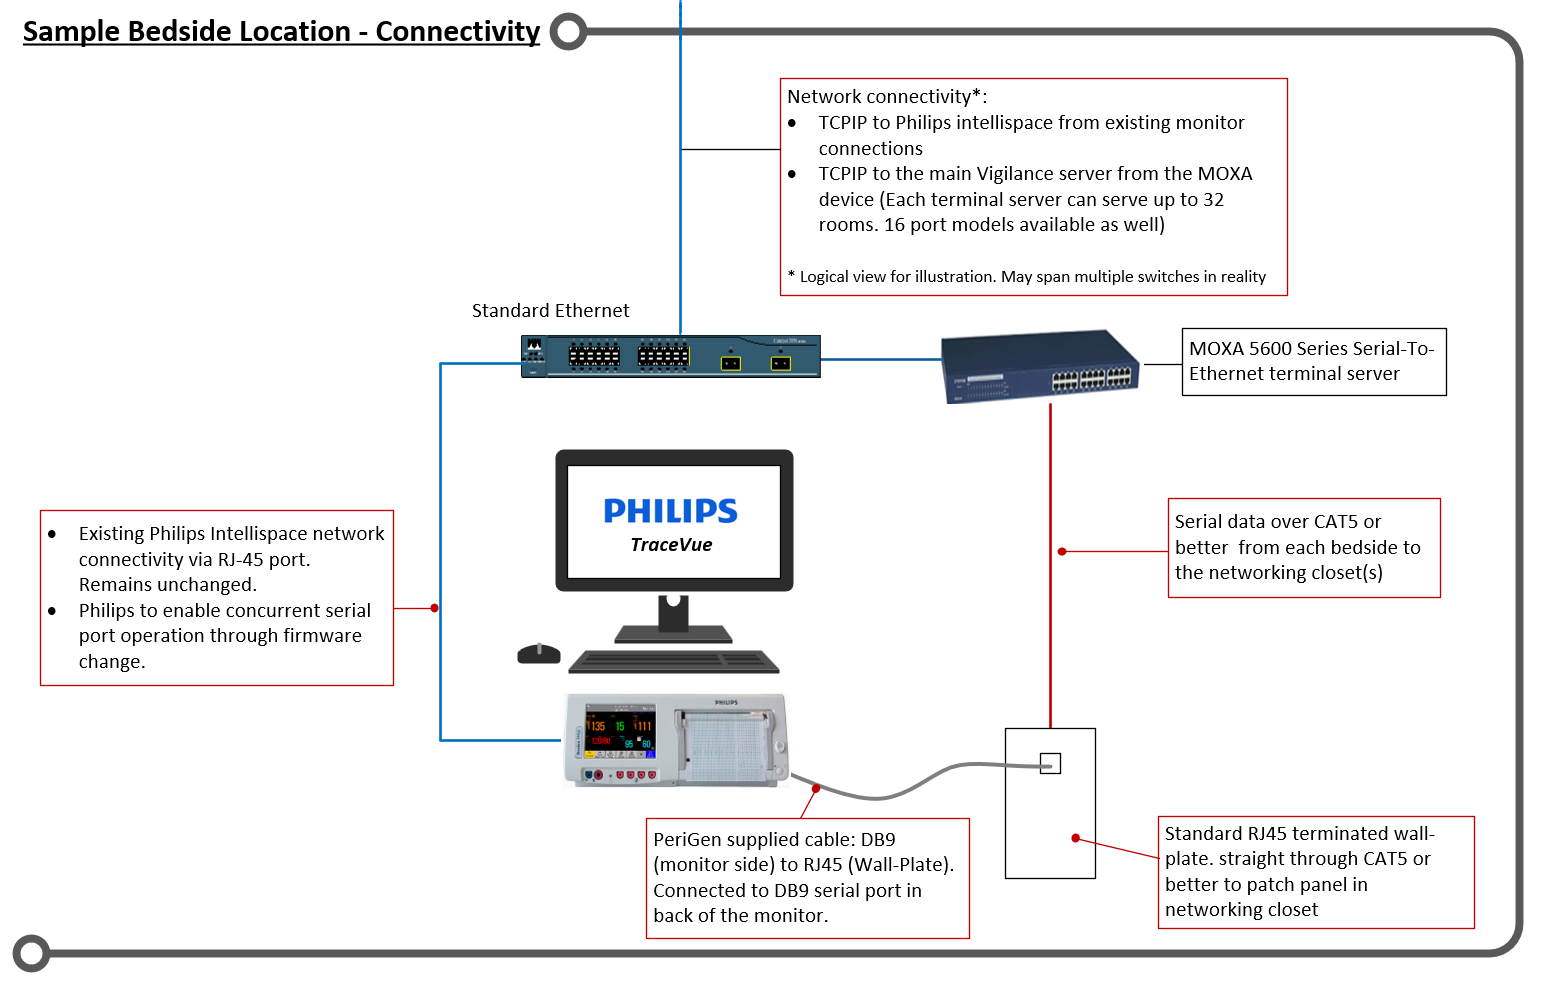 Sample Bedside Location - Connectivity
Network connectivity*:
● TCPIP to Philips intellispace from existing monitor
connections
● TCPIP to the main Vigilance server from the MOXA
device (Each terminal server can serve up to 32
rooms. 16 port models available as well)
* Logical view for illustration. May span multiple switches in reality
Standard Ethernet
MOXA 5600 Series Serial-To-
Ethernet terminal server
PHILIPS
TraceVue
● Existing Philips Intellispace network
connectivity via RJ-45 port.
Remains unchanged.
● Philips to enable concurrent serial
port operation through firmware
change.
Serial data over CAT5 or
better  from each bedside to
the networking closet(s)
PHILIPS
135 15 111
95 60
PeriGen supplied cable: DB9
(monitor side) to RJ45 (Wall-Plate).
Connected to DB9 serial port in
back of the monitor.
Standard RJ45 terminated wall-
plate. straight through CAT5 or
better to patch panel in
networking closet